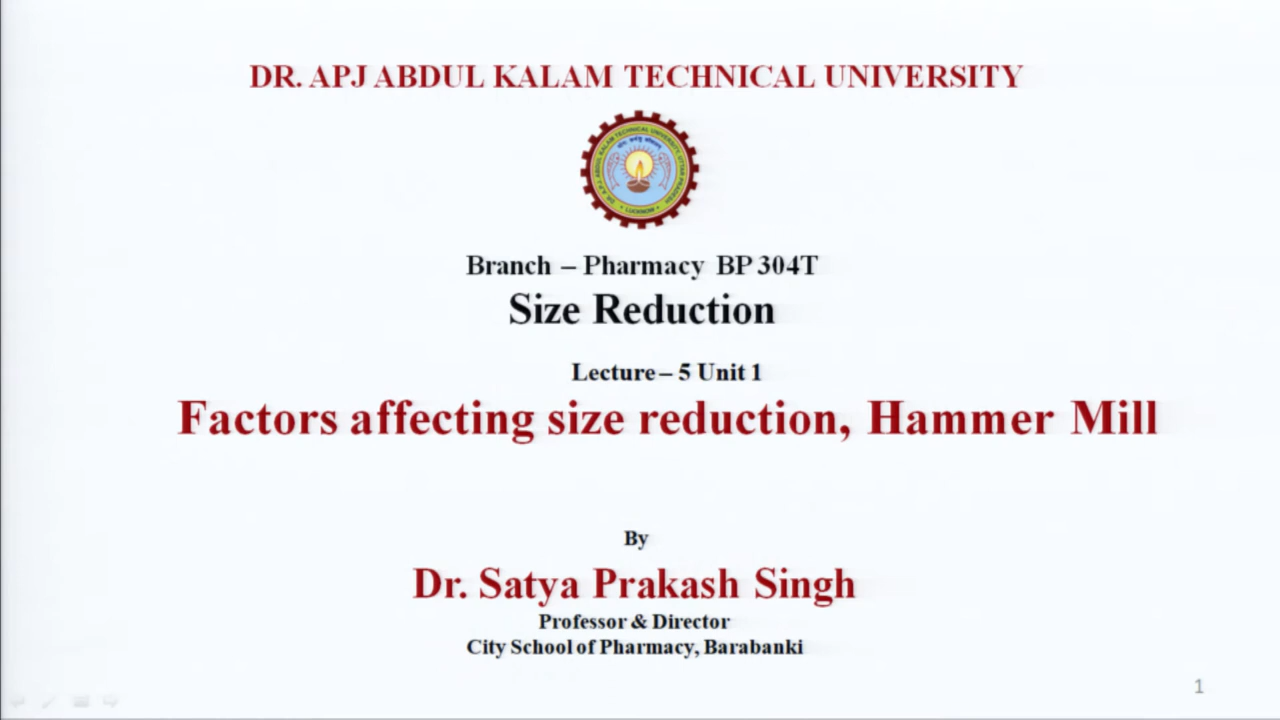 DR. APJ ABDUL KALAM TECHNICAL UNIVERSITY
Branch – Pharmacy BP 304T
Size Reduction
Lecture – 5 Unit 1
Factors affecting size reduction, Hammer Mill
By
Dr. Satya Prakash Singh
Professor & Director
City School of Pharmacy, Barabanki
1